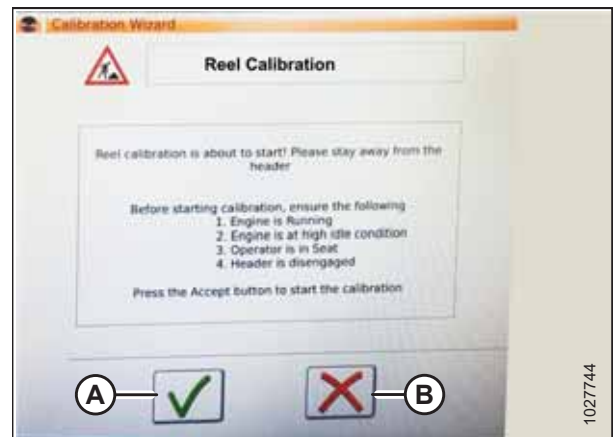 Calibration Wizard
Reel Calibration
Reel calibration is about to start! Please stay away from the
header
Before starting calibration, ensure the following
1. Engine is Running
2. Engine is at high idle condition
3. Operator is in Seat
4. Header is disengaged
Press the Accept button to start the calibration
A
B
1027744